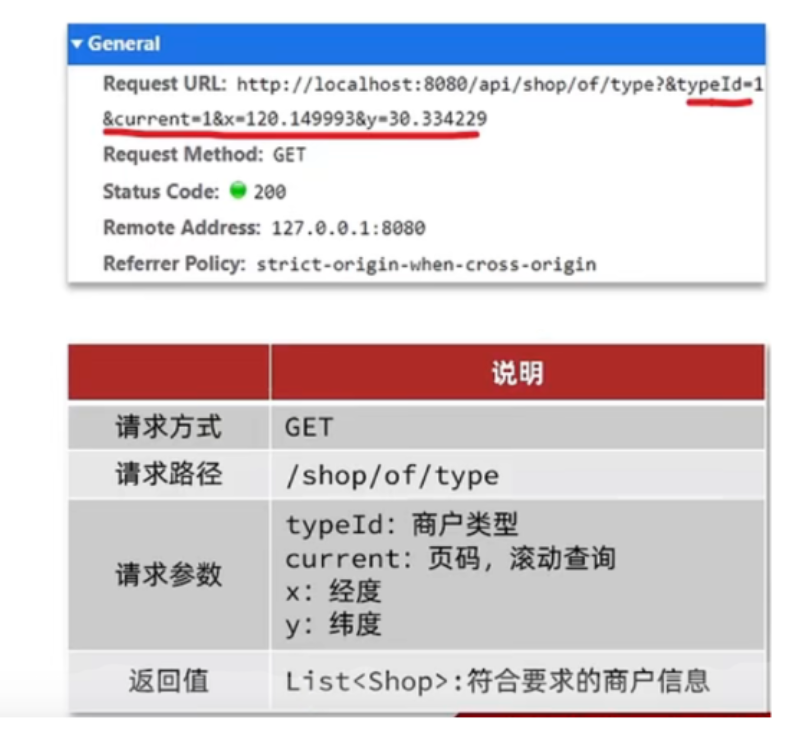 General
Request URL: http://localhost:8080/api/shop/of/type?&typeId=1
&current=1&x=120.149993&y=30.334229
Request Method: GET
Status Code: 200
Remote Address: 127.0.0.1:8080
Referrer Policy: strict-origin-when-cross-origin
说明
请求方式 GET
请求路径 /shop/of/type
请求参数
typeId：商户类型
current：页码，滚动查询
x：经度
y：纬度
返回值 List<Shop>:符合要求的商户信息